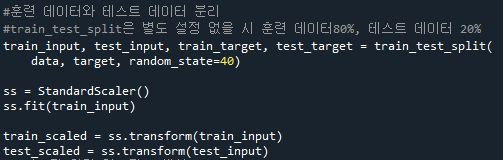 #훈련 데이터와 테스트 데이터 분리
#train_test_split은 별도 설정 없을 시 훈련 데이터80%, 테스트 데이터 20%
train_input, test_input, train_target, test_target = train_test_split(
    data, target, random_state=40)
ss = StandardScaler()
ss.fit(train_input)
train_scaled = ss.transform(train_input)
test_scaled = ss.transform(test_input)